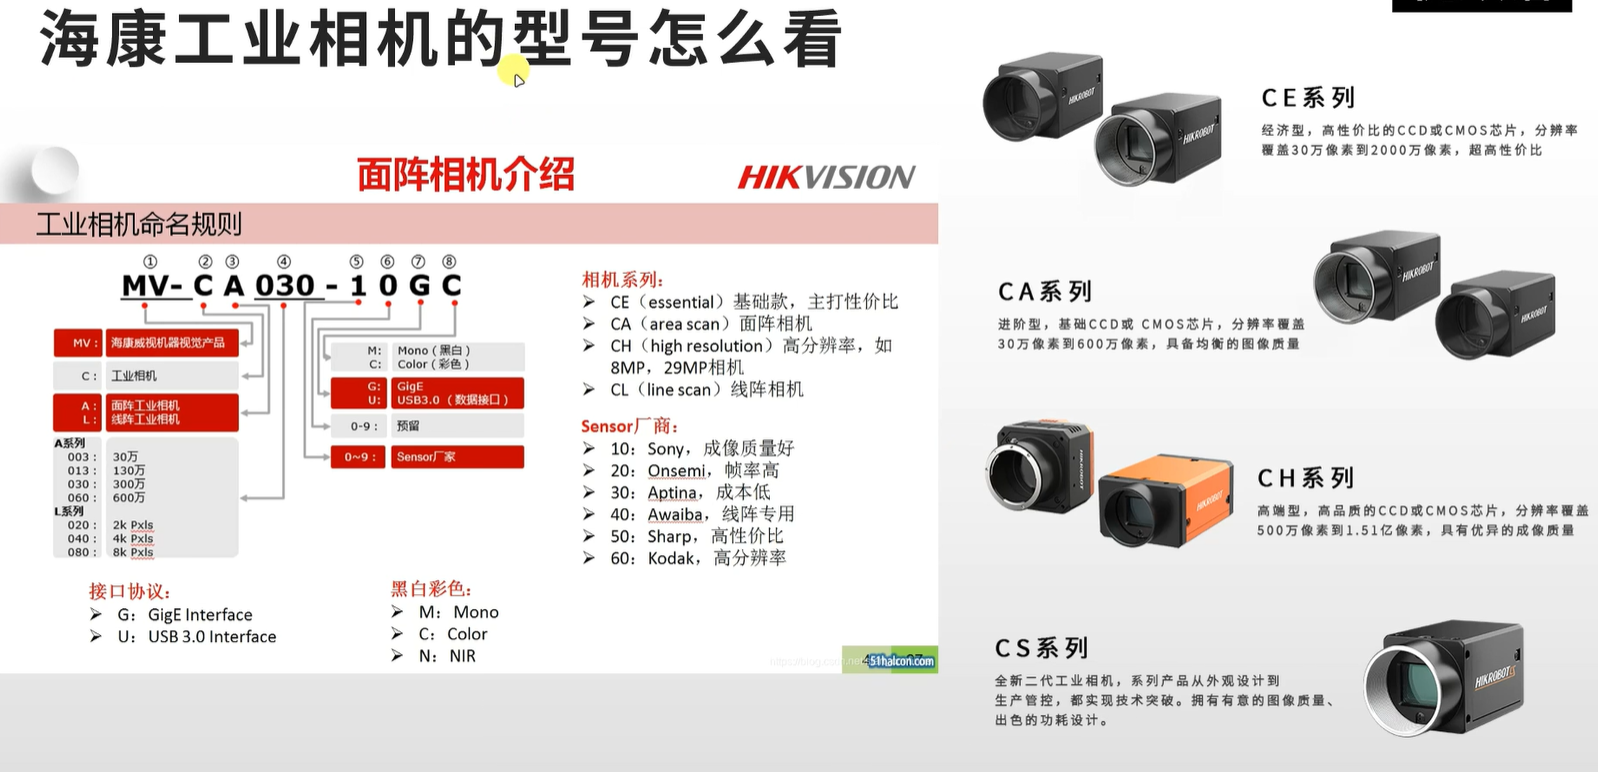 海康工业相机的型号怎么看
面阵相机介绍
HIKVISION
工业相机命名规则
① ② ③ ④ ⑤ ⑥ ⑦ ⑧
MV- C A 030 - 1 0 G C
MV： 海康威视机器视觉产品
C： 工业相机
A： 面阵工业相机
L： 线阵工业相机
A系列
003： 30万
013： 130万
030： 300万
060： 600万
L系列
020： 2k Pxls
040： 4k Pxls
080： 8k Pxls
M： Mono（黑白）
C： Color（彩色）
G： GigE
U： USB3.0（数据接口）
0-9： 预留
0~9： Sensor厂家
接口协议：
➢ G：GigE Interface
➢ U：USB 3.0 Interface
黑白彩色：
➢ M：Mono
➢ C：Color
➢ N：NIR
相机系列：
➢ CE（essential）基础款，主打性价比
➢ CA（area scan）面阵相机
➢ CH（high resolution）高分辨率，如
8MP，29MP相机
➢ CL（line scan）线阵相机
Sensor厂商：
➢ 10：Sony，成像质量好
➢ 20：Onsemi，帧率高
➢ 30：Aptina，成本低
➢ 40：Awaiba，线阵专用
➢ 50：Sharp，高性价比
➢ 60：Kodak，高分辨率
51halcon.com
HIKROBOT
HIKROBOT
CE系列
经济型，高性价比的CCD或CMOS芯片，分辨率
覆盖30万像素到2000万像素，超高性价比
CA系列
进阶型，基础CCD或 CMOS芯片，分辨率覆盖
30万像素到600万像素，具备均衡的图像质量
HIKROBOT
HIKROBOT
HIKROBOT
HIKROBOT
CH系列
高端型，高品质的CCD或CMOS芯片，分辨率覆盖
500万像素到1.51亿像素，具有优异的成像质量
CS系列
全新二代工业相机，系列产品从外观设计到
生产管控，都实现技术突破。拥有有意的图像质量、
出色的功耗设计。
HIKROBOT